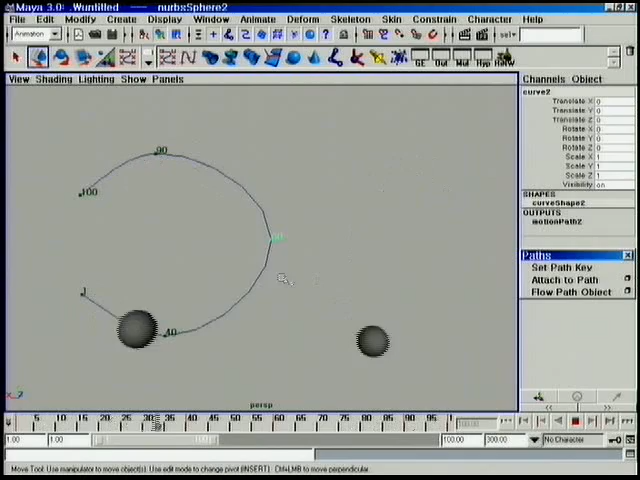 Maya 3.0: .\untitled -- nurbsSphere2
File Edit Modify Create Display Window Animate Deform Skeleton Skin Constrain Character Help
Animation sel
GE Out Mul Hyp
View Shading Lighting Show Panels
Channels Object
curve2
Translate X 0
Translate Y 0
Translate Z 0
Rotate X 0
Rotate Y 0
Rotate Z 0
Scale X 1
Scale Y 1
Scale Z 1
Visibility on
SHAPES
curveShape2
OUTPUTS
motionPath2
90
100
1
40
Paths
Set Path Key
Attach to Path
Flow Path Object
persp
5 10 15 20 25 30 35 40 45 50 55 60 65 70 75 80 85 90 95 1
1.00 1.00 100.00 300.00 No Character
Move Tool: Use manipulator to move object(s). Use edit mode to change pivot (INSERT). Ctrl+LMB to move perpendicular.